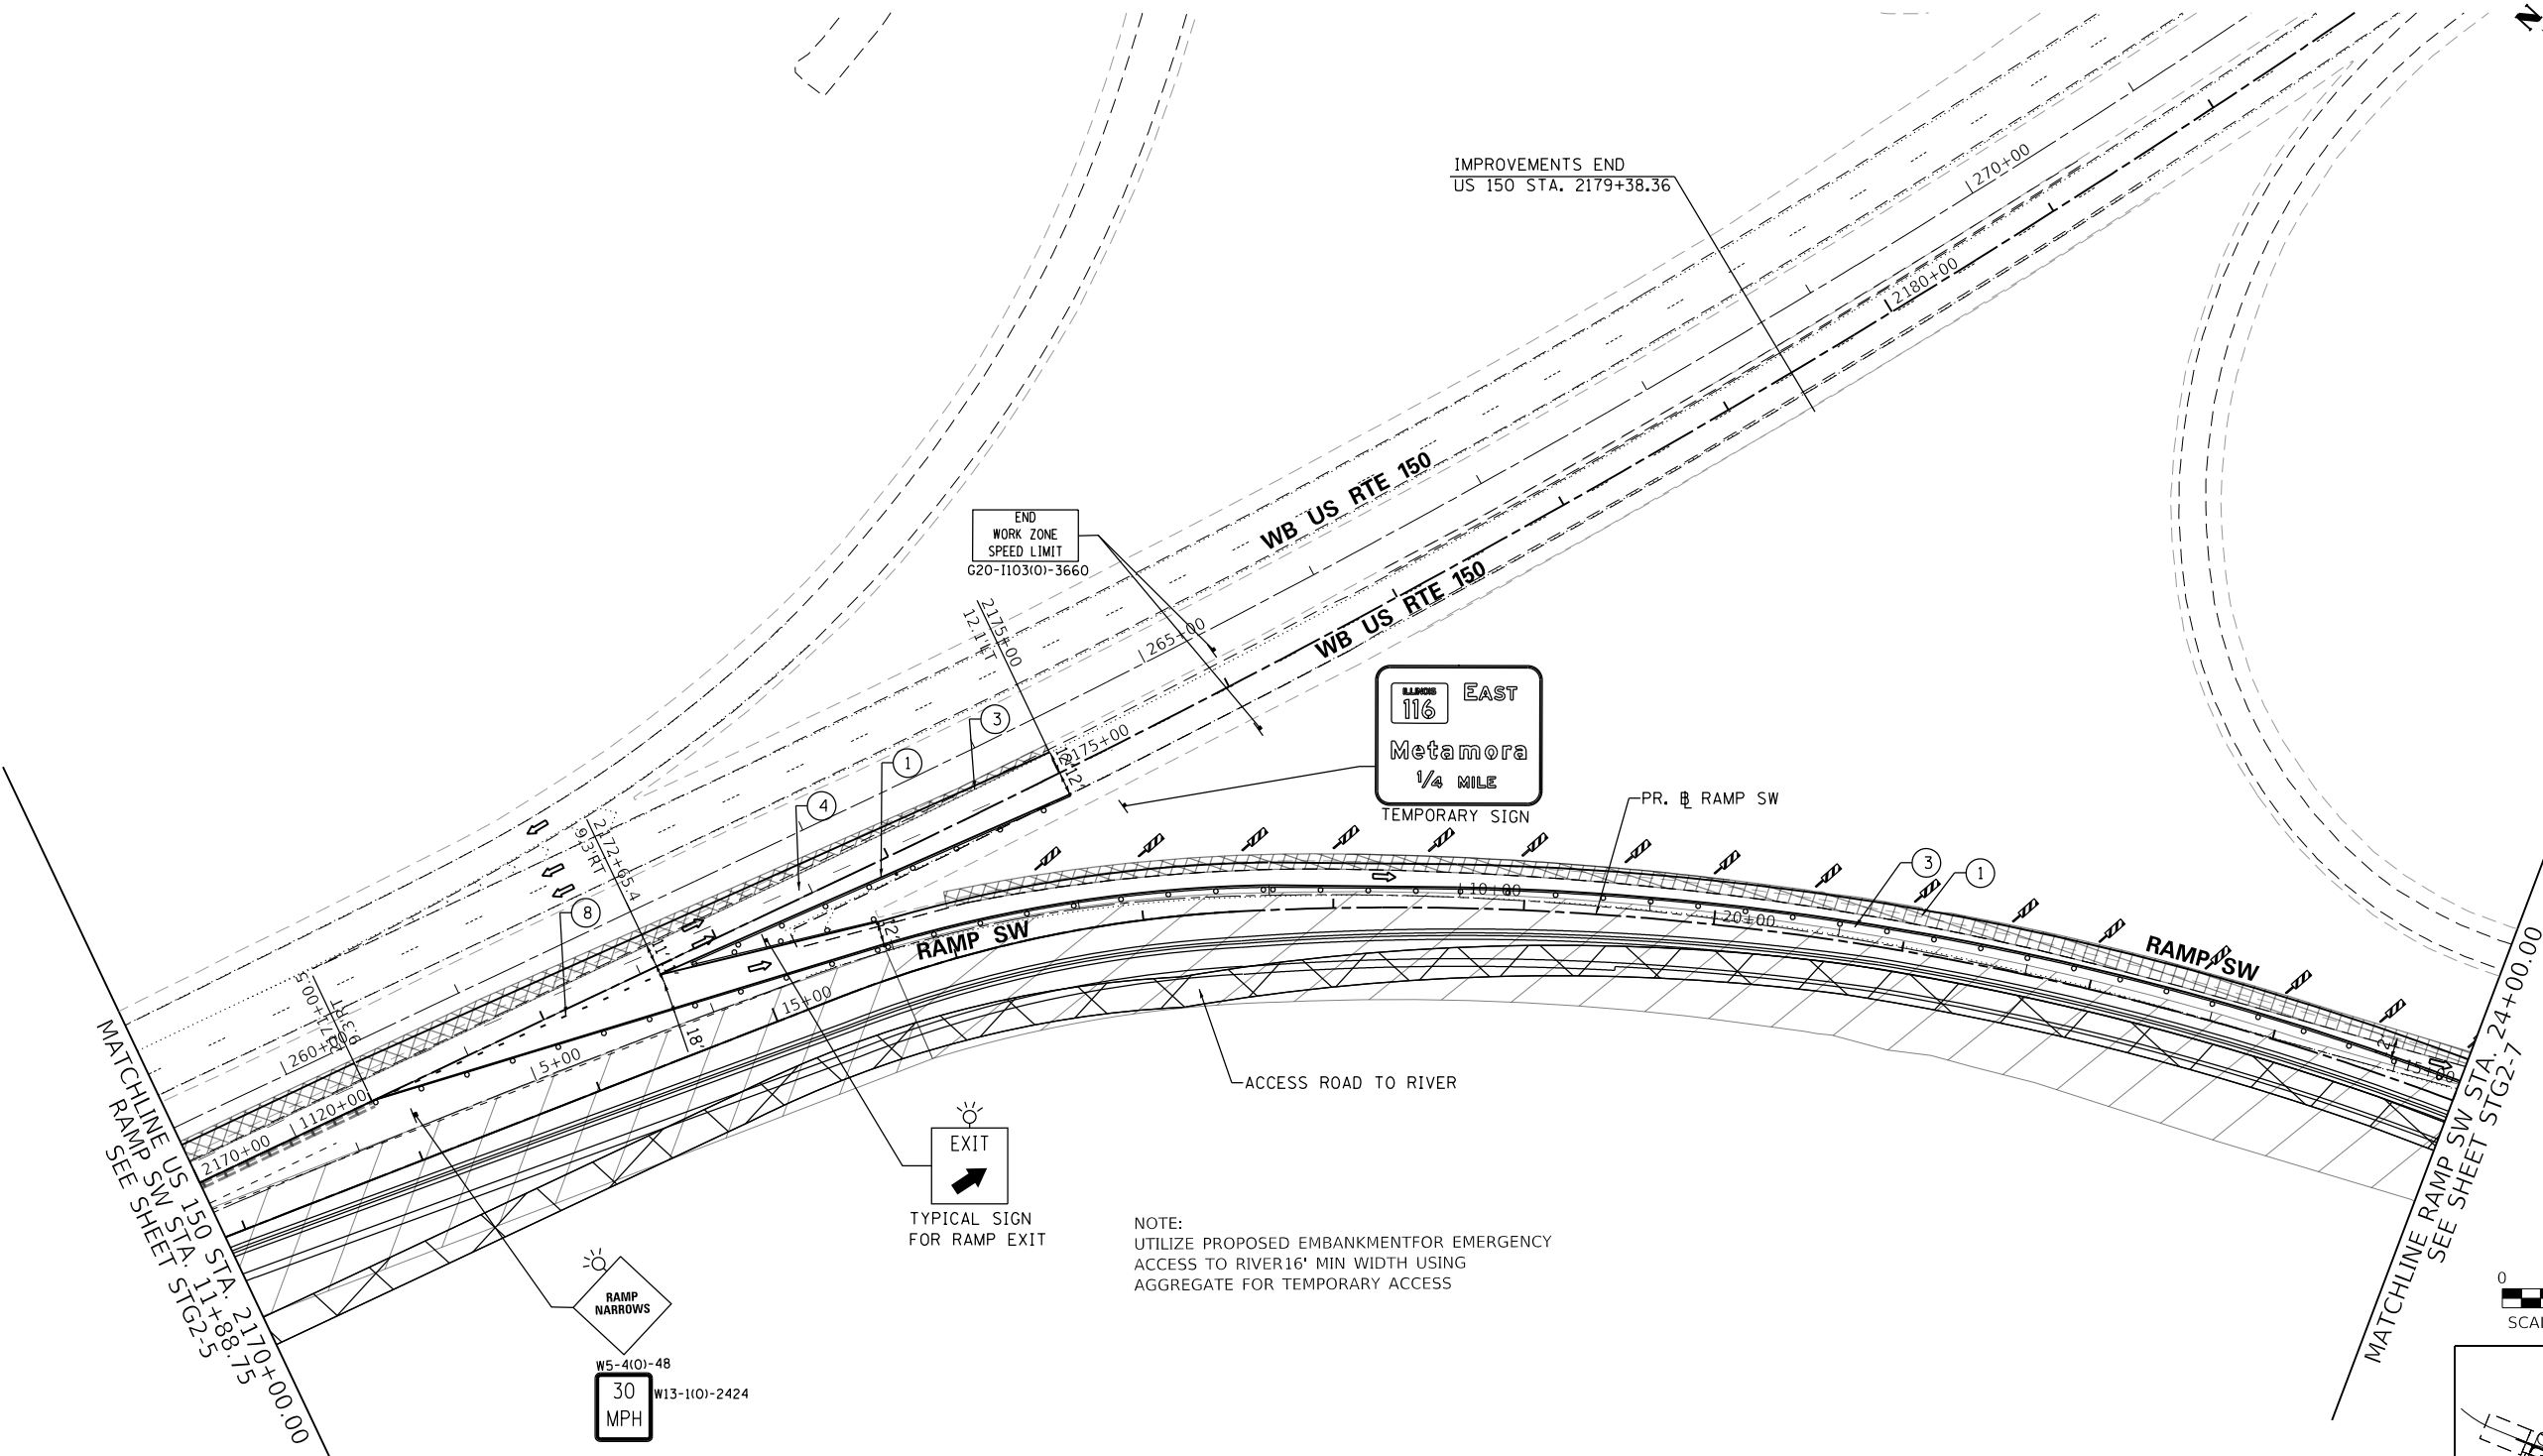 N
IMPROVEMENTS END
US 150 STA. 2179+38.36
270+00
2180+00
WB US RTE 150
END
WORK ZONE
SPEED LIMIT
G20-I103(0)-3660
WB US RTE 150
2175+00
12.1' LT
265+00
ILLINOIS
116
EAST
Metamora
1/4 MILE
TEMPORARY SIGN
3
1
4
2175+00
12'
PR. ℄ RAMP SW
2172+65.4
9.3'RT
8
3
1
10+00
20+00
RAMP SW
RAMP SW
15+00
18'
2171+00.5
9.3'RT
260+00
5+00
1120+00
2170+00
15+00
ACCESS ROAD TO RIVER
EXIT
TYPICAL SIGN
FOR RAMP EXIT
NOTE:
UTILIZE PROPOSED EMBANKMENTFOR EMERGENCY
ACCESS TO RIVER16' MIN WIDTH USING
AGGREGATE FOR TEMPORARY ACCESS
RAMP
NARROWS
W5-4(0)-48
30
MPH
W13-1(0)-2424
MATCHLINE US 150 STA. 2170+00.00
RAMP SW STA. 11+88.75
SEE SHEET STG2-5
MATCHLINE RAMP SW STA. 24+00.00
SEE SHEET STG2-7
0